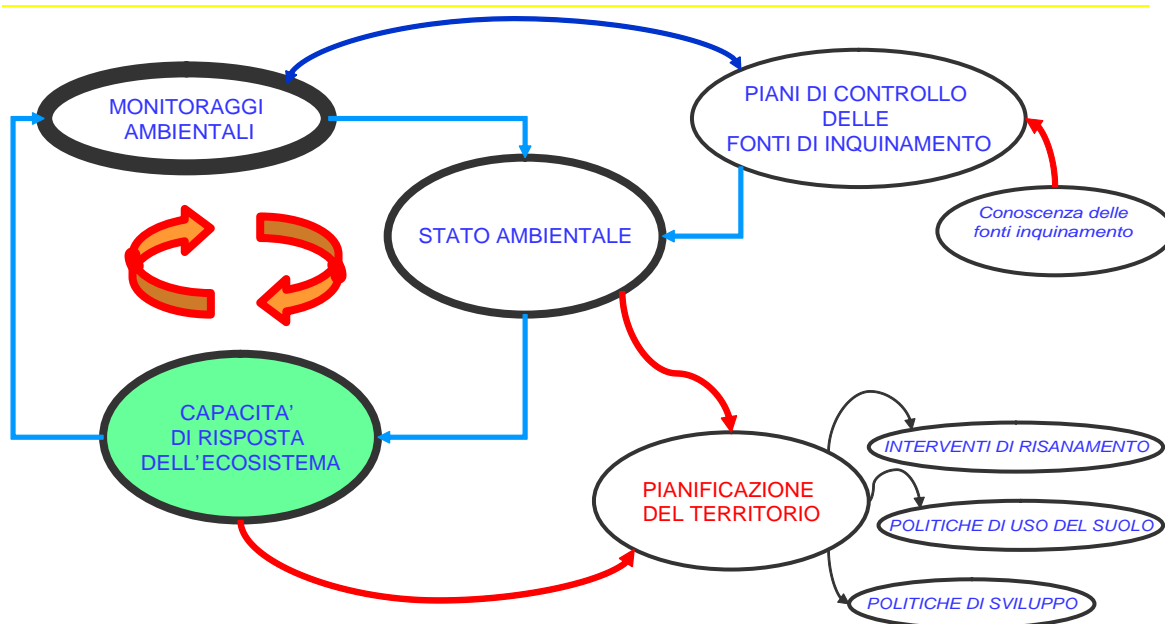 MONITORAGGI
AMBIENTALI
PIANI DI CONTROLLO
DELLE
FONTI DI INQUINAMENTO
Conoscenza delle
fonti inquinamento
STATO AMBIENTALE
CAPACITA’
DI RISPOSTA
DELL’ECOSISTEMA
PIANIFICAZIONE
DEL TERRITORIO
INTERVENTI DI RISANAMENTO
POLITICHE DI USO DEL SUOLO
POLITICHE DI SVILUPPO